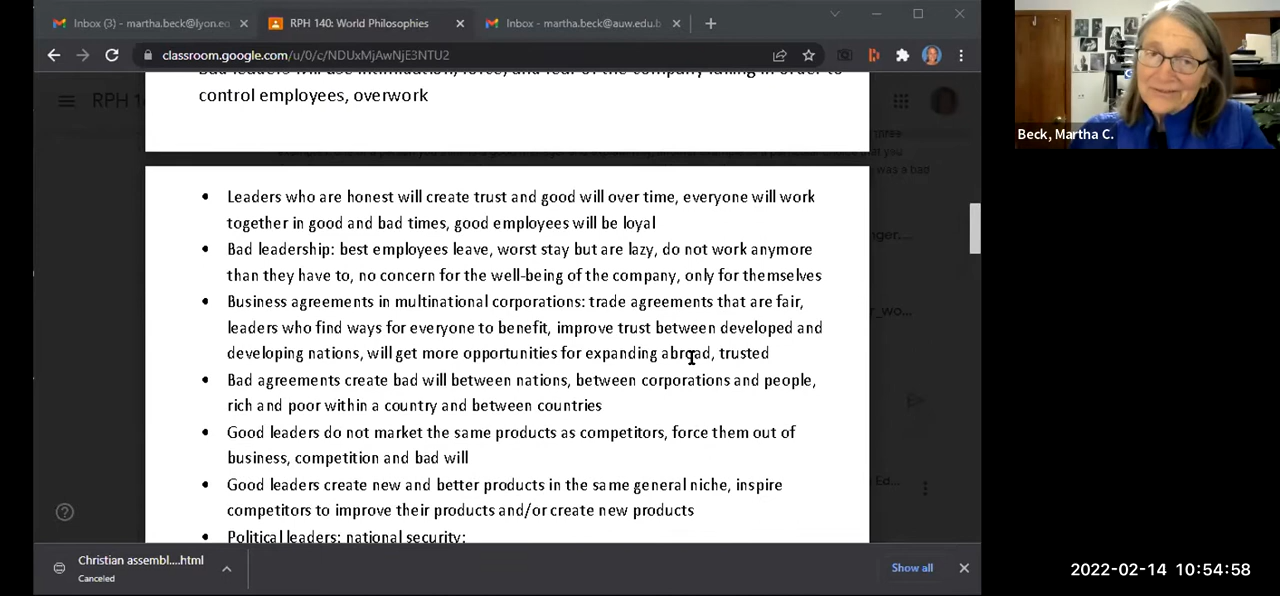 Inbox (3) - martha.beck@lyon.ed
RPH 140: World Philosophies
Inbox - martha.beck@auw.edu.b
classroom.google.com/u/0/c/NDUxMjAwNjE3NTU2
Beck, Martha C.
RPH 1
control employees, overwork
• Leaders who are honest will create trust and good will over time, everyone will work
together in good and bad times, good employees will be loyal
• Bad leadership: best employees leave, worst stay but are lazy, do not work anymore
than they have to, no concern for the well-being of the company, only for themselves
• Business agreements in multinational corporations: trade agreements that are fair,
leaders who find ways for everyone to benefit, improve trust between developed and
developing nations, will get more opportunities for expanding abroad, trusted
• Bad agreements create bad will between nations, between corporations and people,
rich and poor within a country and between countries
• Good leaders do not market the same products as competitors, force them out of
business, competition and bad will
• Good leaders create new and better products in the same general niche, inspire
competitors to improve their products and/or create new products
• Political leaders: national security:
Christian assembl....html
Canceled
Show all
2022-02-14 10:54:58